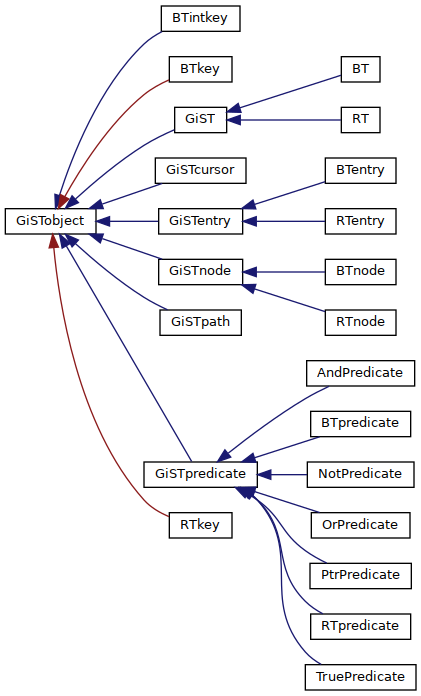 BTintkey
BTkey
GiST
BT
RT
GiSTcursor
GiSTobject
GiSTentry
BTentry
RTentry
GiSTnode
BTnode
RTnode
GiSTpath
GiSTpredicate
AndPredicate
BTpredicate
NotPredicate
OrPredicate
PtrPredicate
RTpredicate
TruePredicate
RTkey